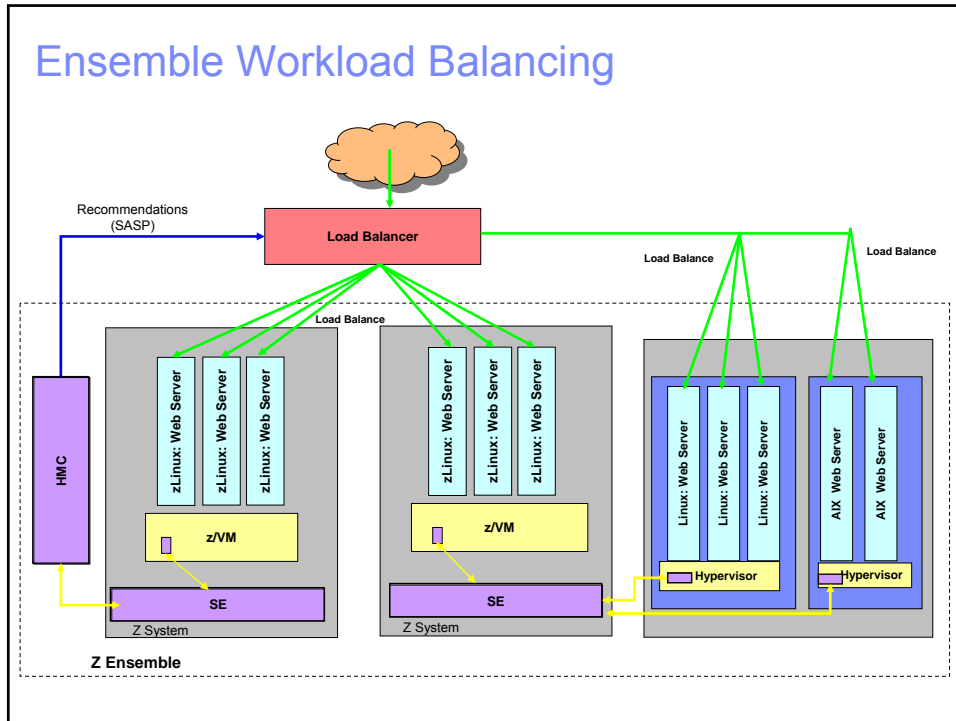 Ensemble Workload Balancing
Recommendations
(SASP)
Load Balancer
Load Balance
Load Balance
Load Balance
HMC
zLinux: Web Server
zLinux: Web Server
zLinux: Web Server
z/VM
SE
Z System
zLinux: Web Server
zLinux: Web Server
zLinux: Web Server
z/VM
SE
Z System
Linux: Web Server
Linux: Web Server
Linux: Web Server
Hypervisor
AIX Web Server
AIX Web Server
Hypervisor
Z Ensemble